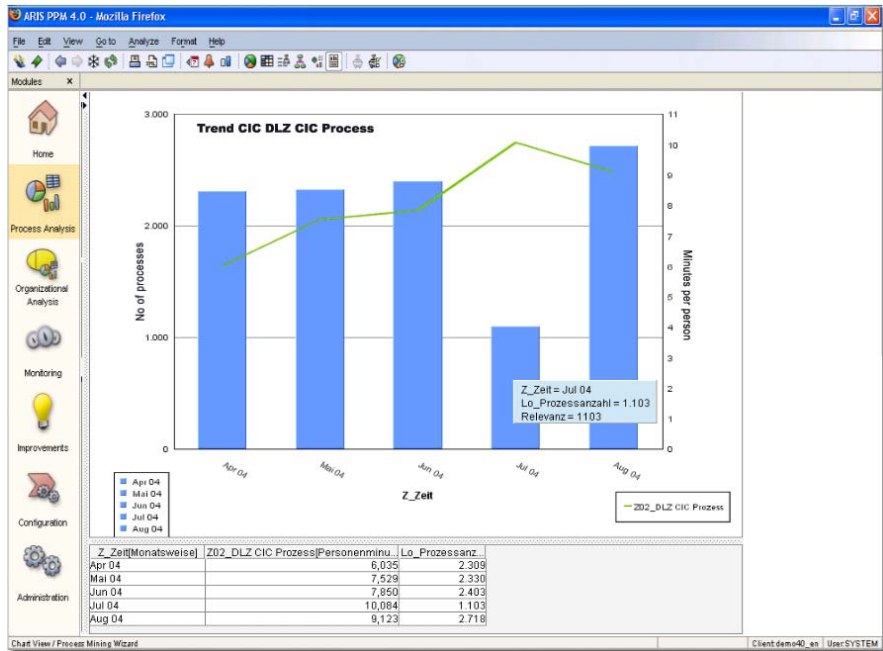 ARIS PPM 4.0 - Mozilla Firefox
File Edit View Go to Analyze Format Help
Modules x
Home
Process Analysis
Organizational
Analysis
Monitoring
Improvements
Configuration
Administration
Trend CIC DLZ CIC Process
3.000
2.000
1.000
0
No of processes
11
10
9
8
7
6
5
4
3
2
1
0
Minutes per person
Z_Zeit = Jul 04
Lo_Prozessanzahl = 1.103
Relevanz = 1103
Apr 04 Mai 04 Jun 04 Jul 04 Aug 04
Z_Zeit
Apr 04
Mai 04
Jun 04
Jul 04
Aug 04
Z02_DLZ CIC Prozess
Z_Zeit[Monatsweise] Z02_DLZ CIC Prozess[Personenminu... Lo_Prozessanz...
Apr 04 6,035 2.309
Mai 04 7,529 2.330
Jun 04 7,850 2.403
Jul 04 10,084 1.103
Aug 04 9,123 2.718
Chart View / Process Mining Wizard Client:demo40_en User:SYSTEM